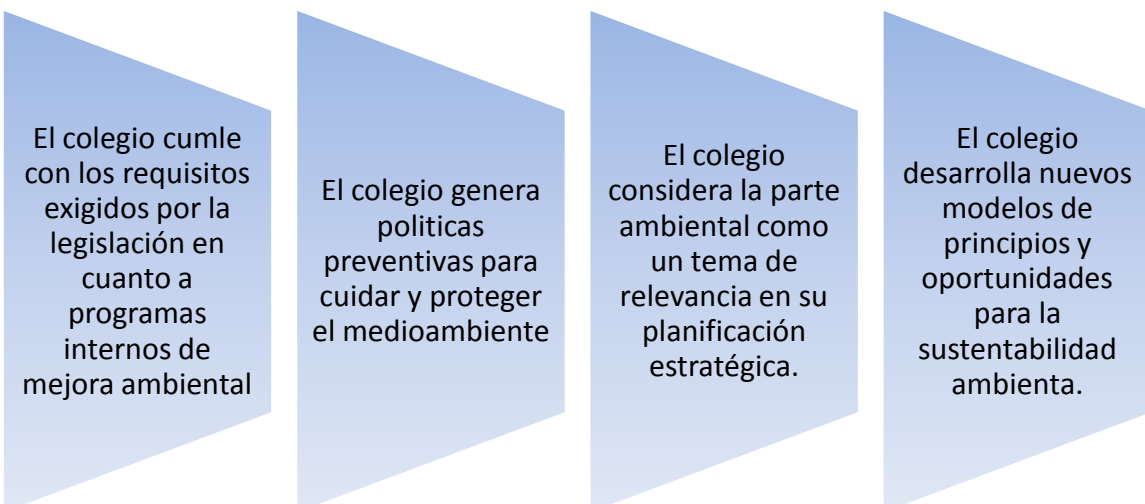 El colegio cumle
con los requisitos
exigidos por la
legislación en
cuanto a
programas
internos de
mejora ambiental
El colegio genera
politicas
preventivas para
cuidar y proteger
el medioambiente
El colegio
considera la parte
ambiental como
un tema de
relevancia en su
planificación
estratégica.
El colegio
desarrolla nuevos
modelos de
principios y
oportunidades
para la
sustentabilidad
ambienta.